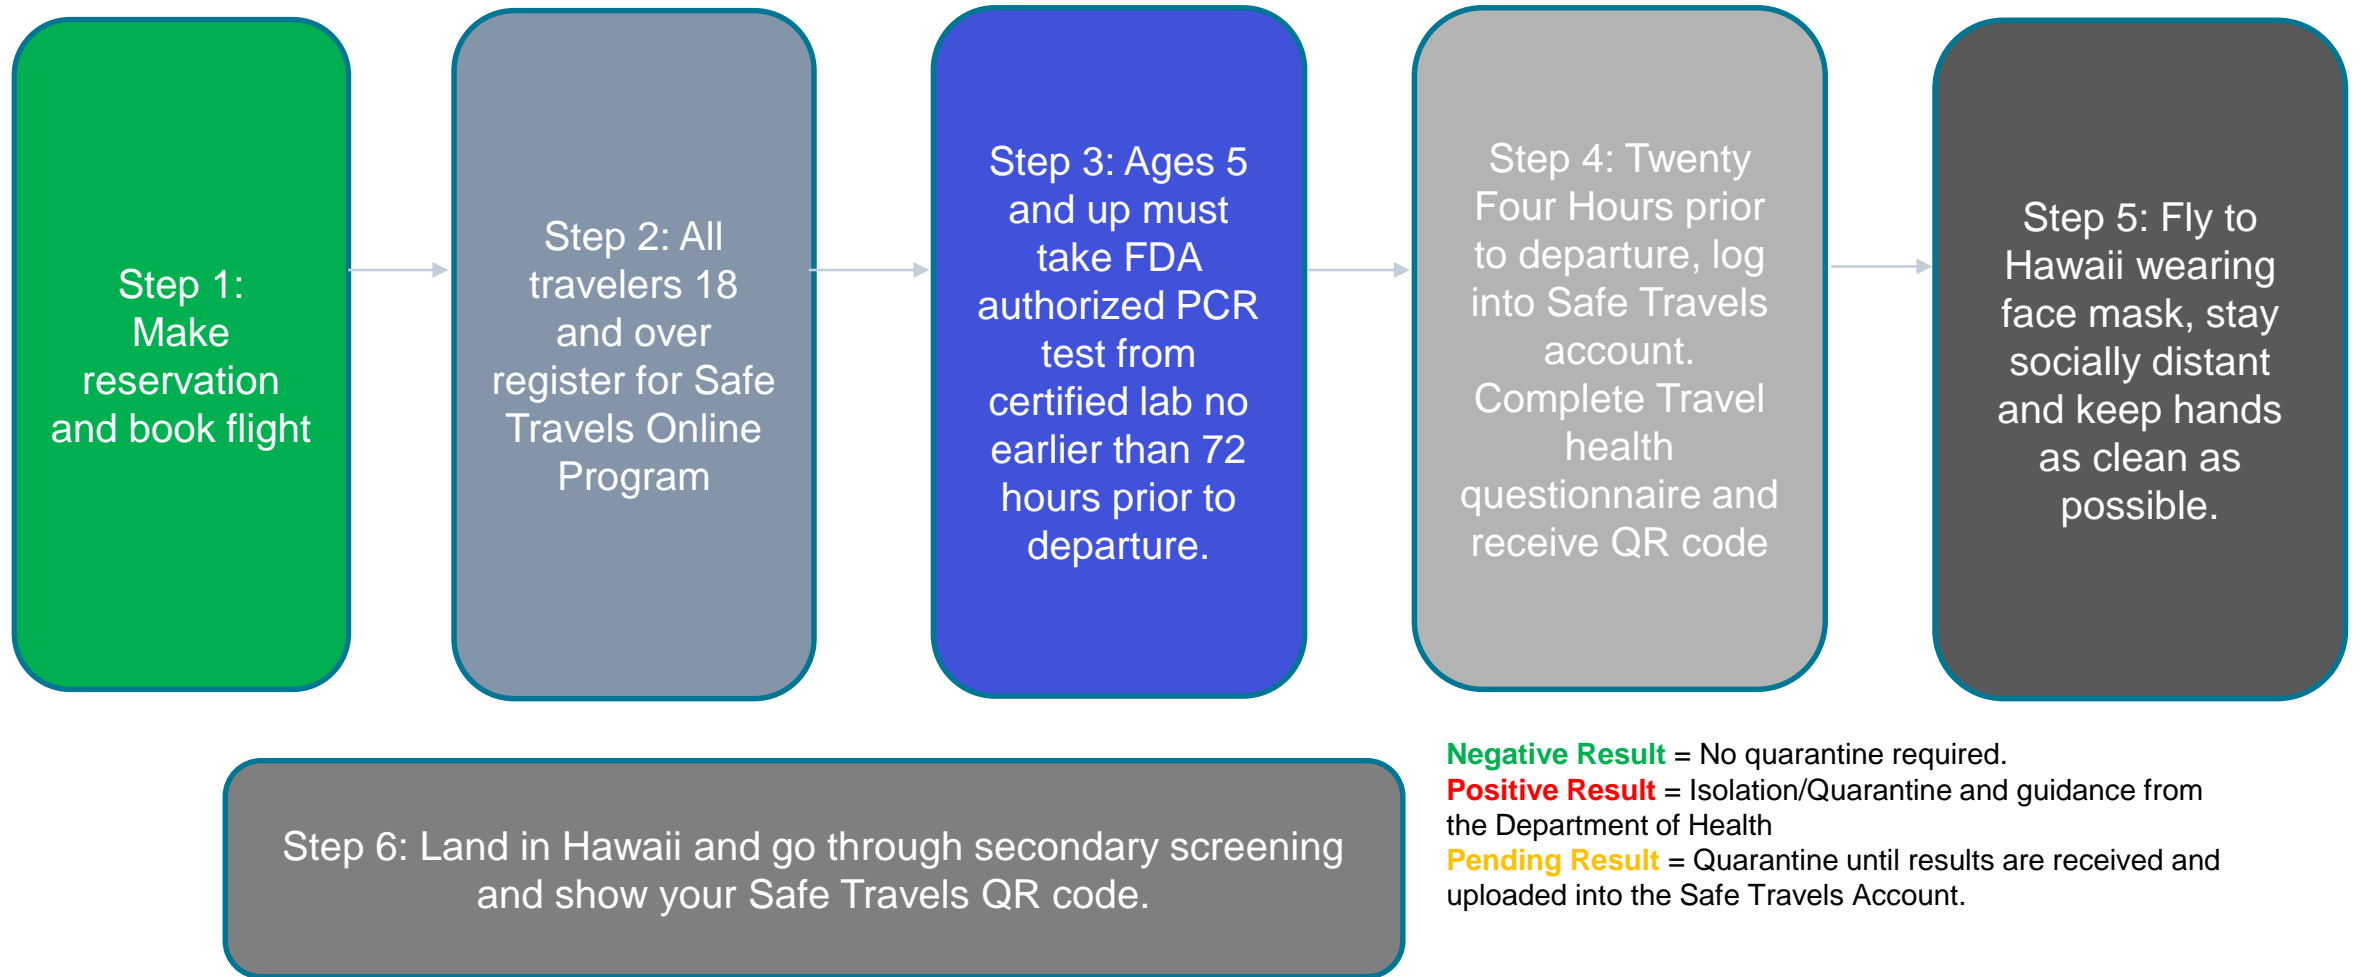 Step 1:
Make
reservation
and book flight
Step 2: All
travelers 18
and over
register for Safe
Travels Online
Program
Step 3: Ages 5
and up must
take FDA
authorized PCR
test from
certified lab no
earlier than 72
hours prior to
departure.
Step 4: Twenty
Four Hours prior
to departure, log
into Safe Travels
account.
Complete Travel
health
questionnaire and
receive QR code
Step 5: Fly to
Hawaii wearing
face mask, stay
socially distant
and keep hands
as clean as
possible.
Step 6: Land in Hawaii and go through secondary screening
and show your Safe Travels QR code.
Negative Result = No quarantine required.
Positive Result = Isolation/Quarantine and guidance from
the Department of Health
Pending Result = Quarantine until results are received and
uploaded into the Safe Travels Account.